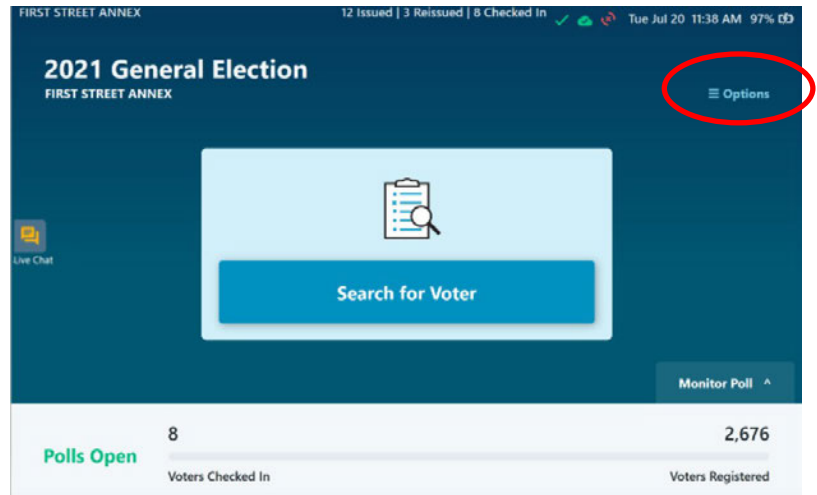 FIRST STREET ANNEX 12 Issued | 3 Reissued | 8 Checked In Tue Jul 20 11:38 AM 97%
2021 General Election
FIRST STREET ANNEX
☰ Options
Live Chat
Search for Voter
Monitor Poll ^
8 2,676
Polls Open
Voters Checked In Voters Registered